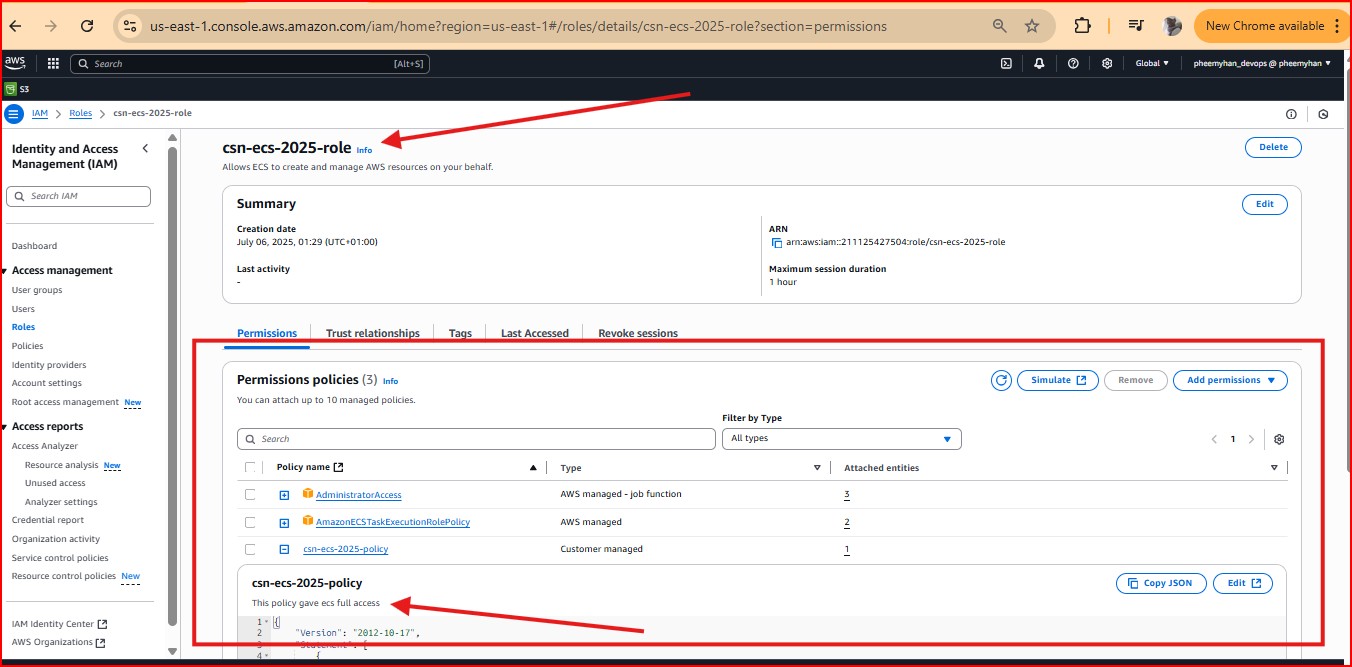 us-east-1.console.aws.amazon.com/iam/home?region=us-east-1#/roles/details/csn-ecs-2025-role?section=permissions
New Chrome available
aws
Search [Alt+S]
Global
pheemyhan_devops @ pheemyhan
S3
IAM > Roles > csn-ecs-2025-role
Identity and Access Management (IAM)
Search IAM
Dashboard
Access management
User groups
Users
Roles
Policies
Identity providers
Account settings
Root access management New
Access reports
Access Analyzer
Resource analysis New
Unused access
Analyzer settings
Credential report
Organization activity
Service control policies
Resource control policies New
IAM Identity Center
AWS Organizations
csn-ecs-2025-role Info
Delete
Allows ECS to create and manage AWS resources on your behalf.
Summary
Edit
Creation date
July 06, 2025, 01:29 (UTC+01:00)
Last activity
-
ARN
arn:aws:iam::211125427504:role/csn-ecs-2025-role
Maximum session duration
1 hour
Permissions
Trust relationships
Tags
Last Accessed
Revoke sessions
Permissions policies (3) Info
Simulate
Remove
Add permissions
You can attach up to 10 managed policies.
Filter by Type
Search
All types
1
Policy name
Type
Attached entities
AdministratorAccess AWS managed - job function 3
AmazonECSTaskExecutionRolePolicy AWS managed 2
csn-ecs-2025-policy Customer managed 1
csn-ecs-2025-policy
Copy JSON
Edit
This policy gave ecs full access
1 {
2 "Version": "2012-10-17",
3 "Statement": [
4 {